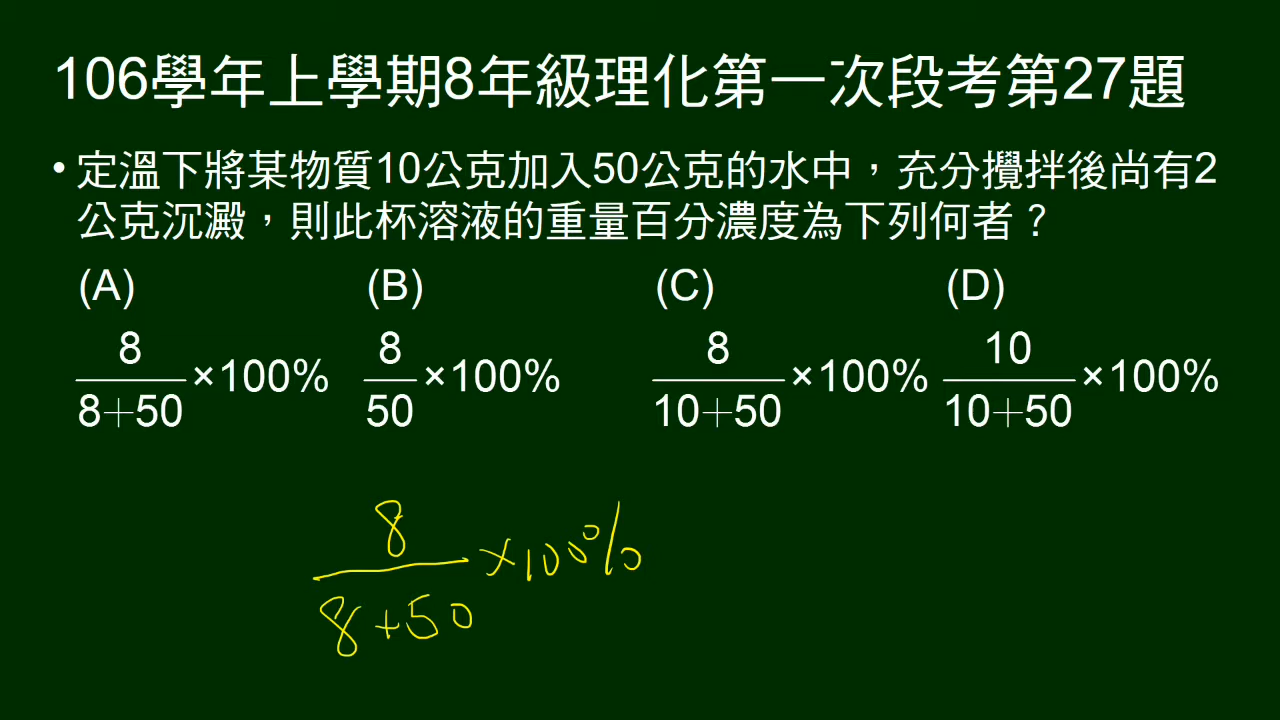 106學年上學期8年級理化第一次段考第27題
• 定溫下將某物質10公克加入50公克的水中，充分攪拌後尚有2
公克沉澱，則此杯溶液的重量百分濃度為下列何者？
(A) (B) (C) (D)
8/8+50 ×100% 8/50 ×100% 8/10+50 ×100% 10/10+50 ×100%
8/8+50 ×100%